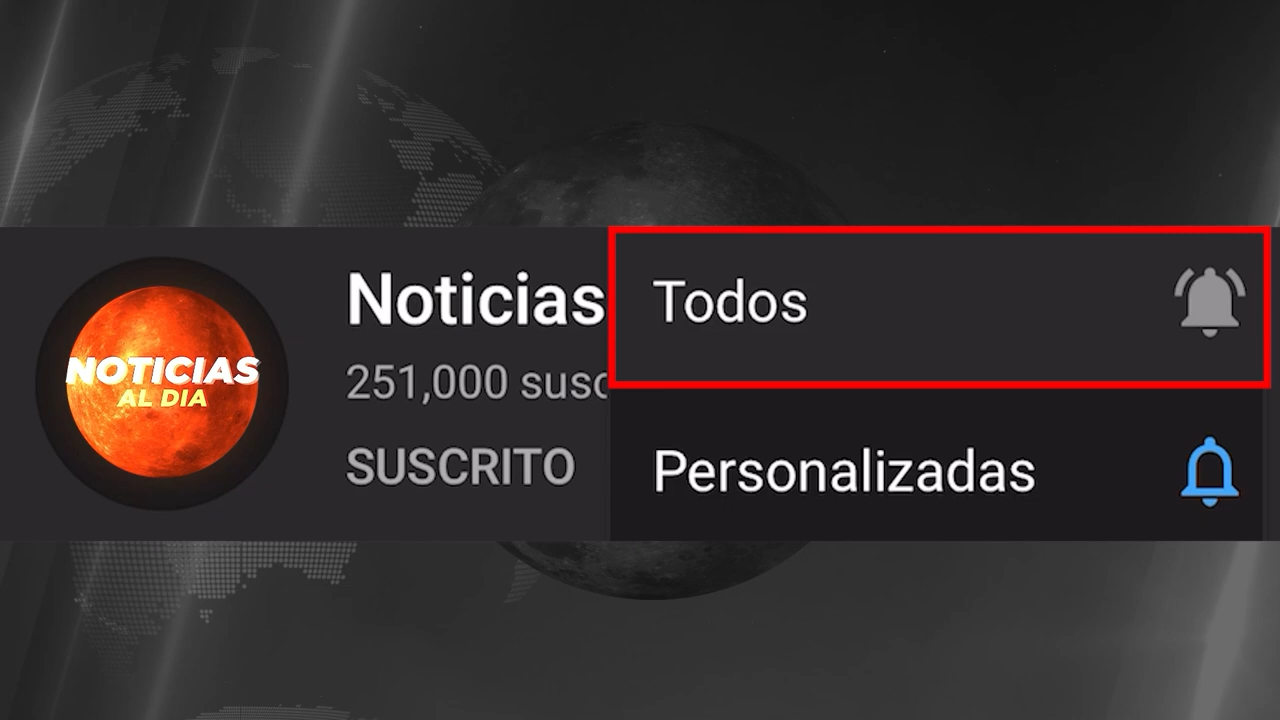 NOTICIAS
AL DIA
Noticias
251,000 susc
SUSCRITO
Todos
Personalizadas